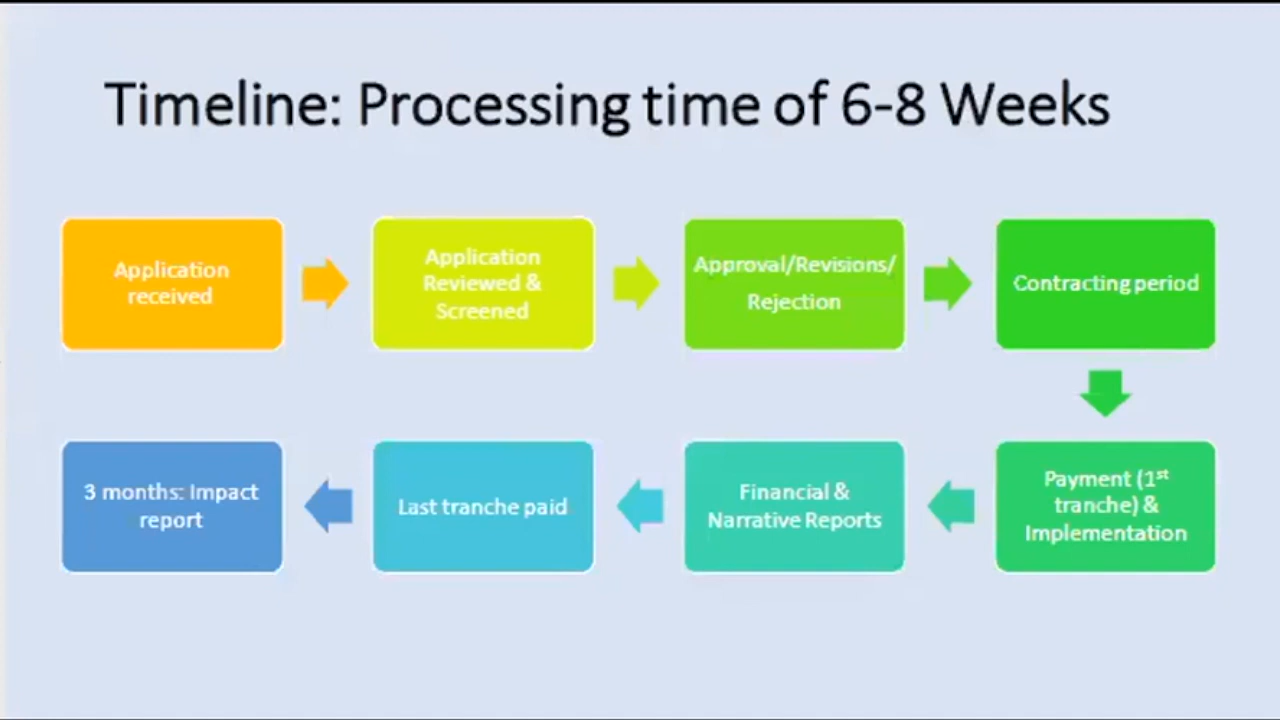 Timeline: Processing time of 6-8 Weeks
Application
received
Application
Reviewed &
Screened
Approval/Revisions/
Rejection
Contracting period
Payment (1st
tranche) &
Implementation
Financial &
Narrative Reports
Last tranche paid
3 months: Impact
report